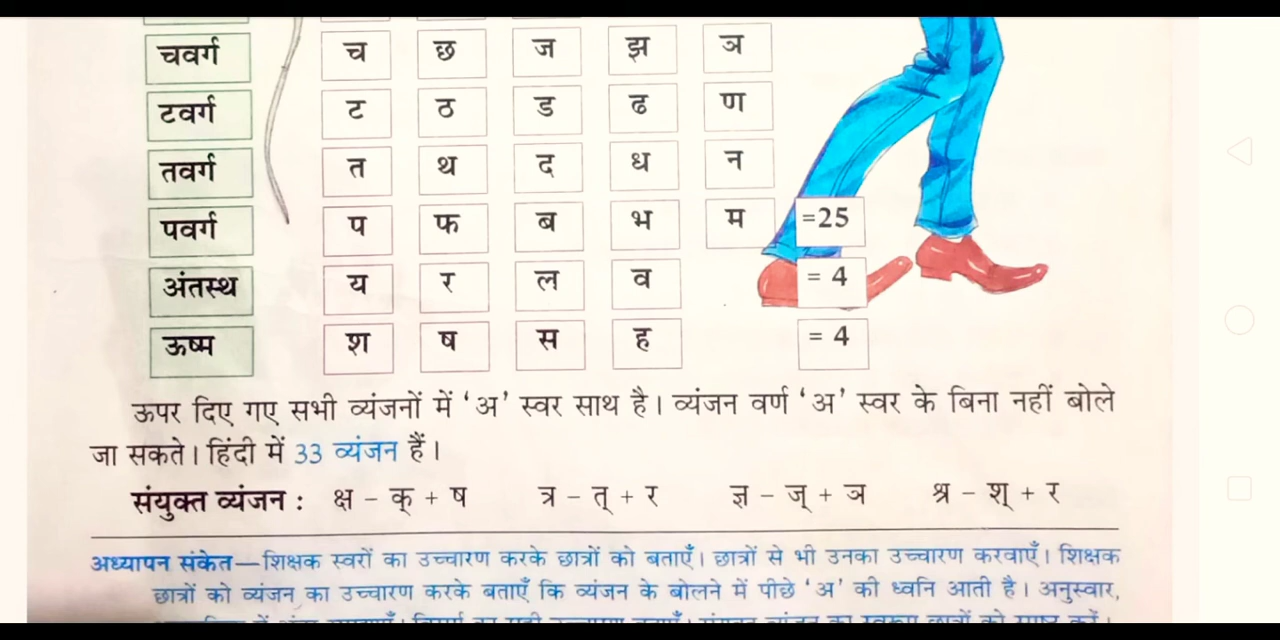 चवर्ग च छ ज झ ञ
टवर्ग ट ठ ड ढ ण
तवर्ग त थ द ध न
पवर्ग प फ ब भ म =25
अंतस्थ य र ल व = 4
ऊष्म श ष स ह = 4
ऊपर दिए गए सभी व्यंजनों में ‘अ’ स्वर साथ है। व्यंजन वर्ण ‘अ’ स्वर के बिना नहीं बोले
जा सकते। हिंदी में 33 व्यंजन हैं।
संयुक्त व्यंजन : क्ष – क् + ष त्र – त् + र ज्ञ – ज् + ञ श्र – श् + र
अध्यापन संकेत—शिक्षक स्वरों का उच्चारण करके छात्रों को बताएँ। छात्रों से भी उनका उच्चारण करवाएँ। शिक्षक
छात्रों को व्यंजन का उच्चारण करके बताएँ कि व्यंजन के बोलने में पीछे ‘अ’ की ध्वनि आती है। अनुस्वार,